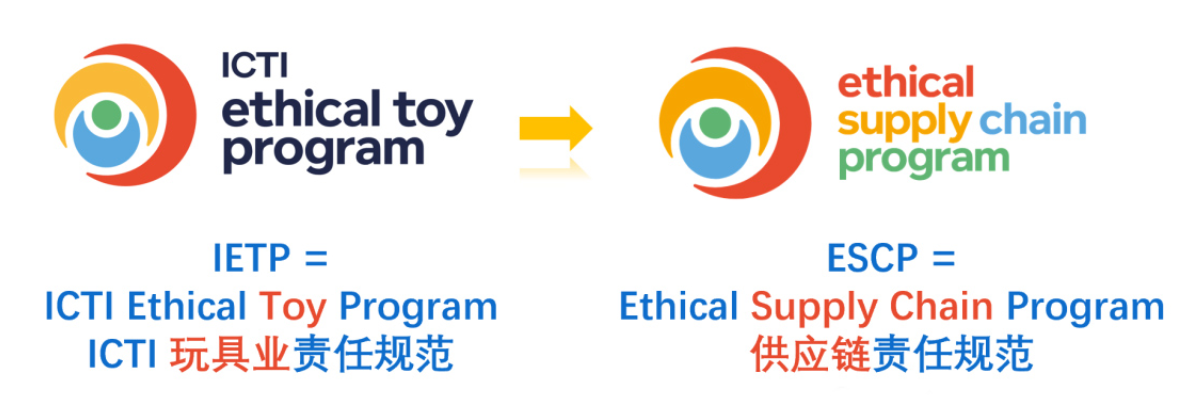 ICTI
ethical toy
program
ethical
supply chain
program
IETP =
ICTI Ethical Toy Program
ICTI 玩具业责任规范
ESCP =
Ethical Supply Chain Program
供应链责任规范